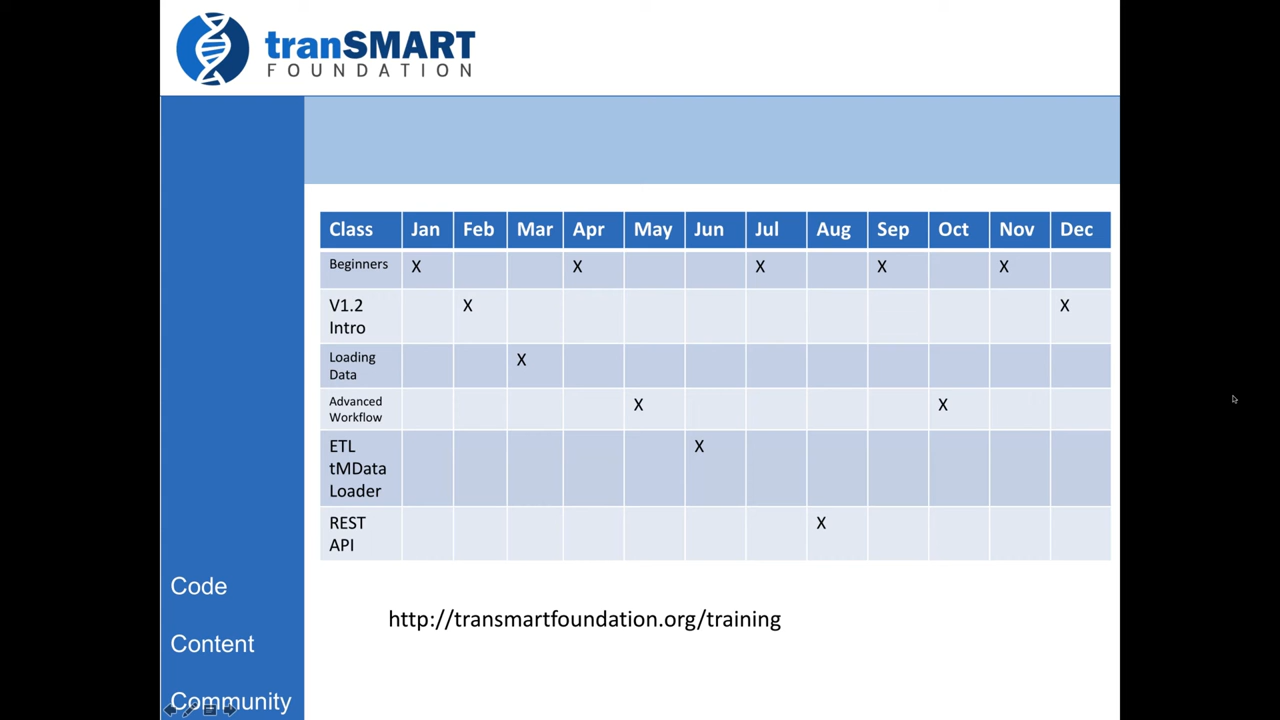 tranSMART
FOUNDATION
Class Jan Feb Mar Apr May Jun Jul Aug Sep Oct Nov Dec
Beginners X X X X X
V1.2 X X
Intro
Loading X
Data
Advanced X X
Workflow
ETL X
tMData
Loader
REST X
API
Code
http://transmartfoundation.org/training
Content
Community